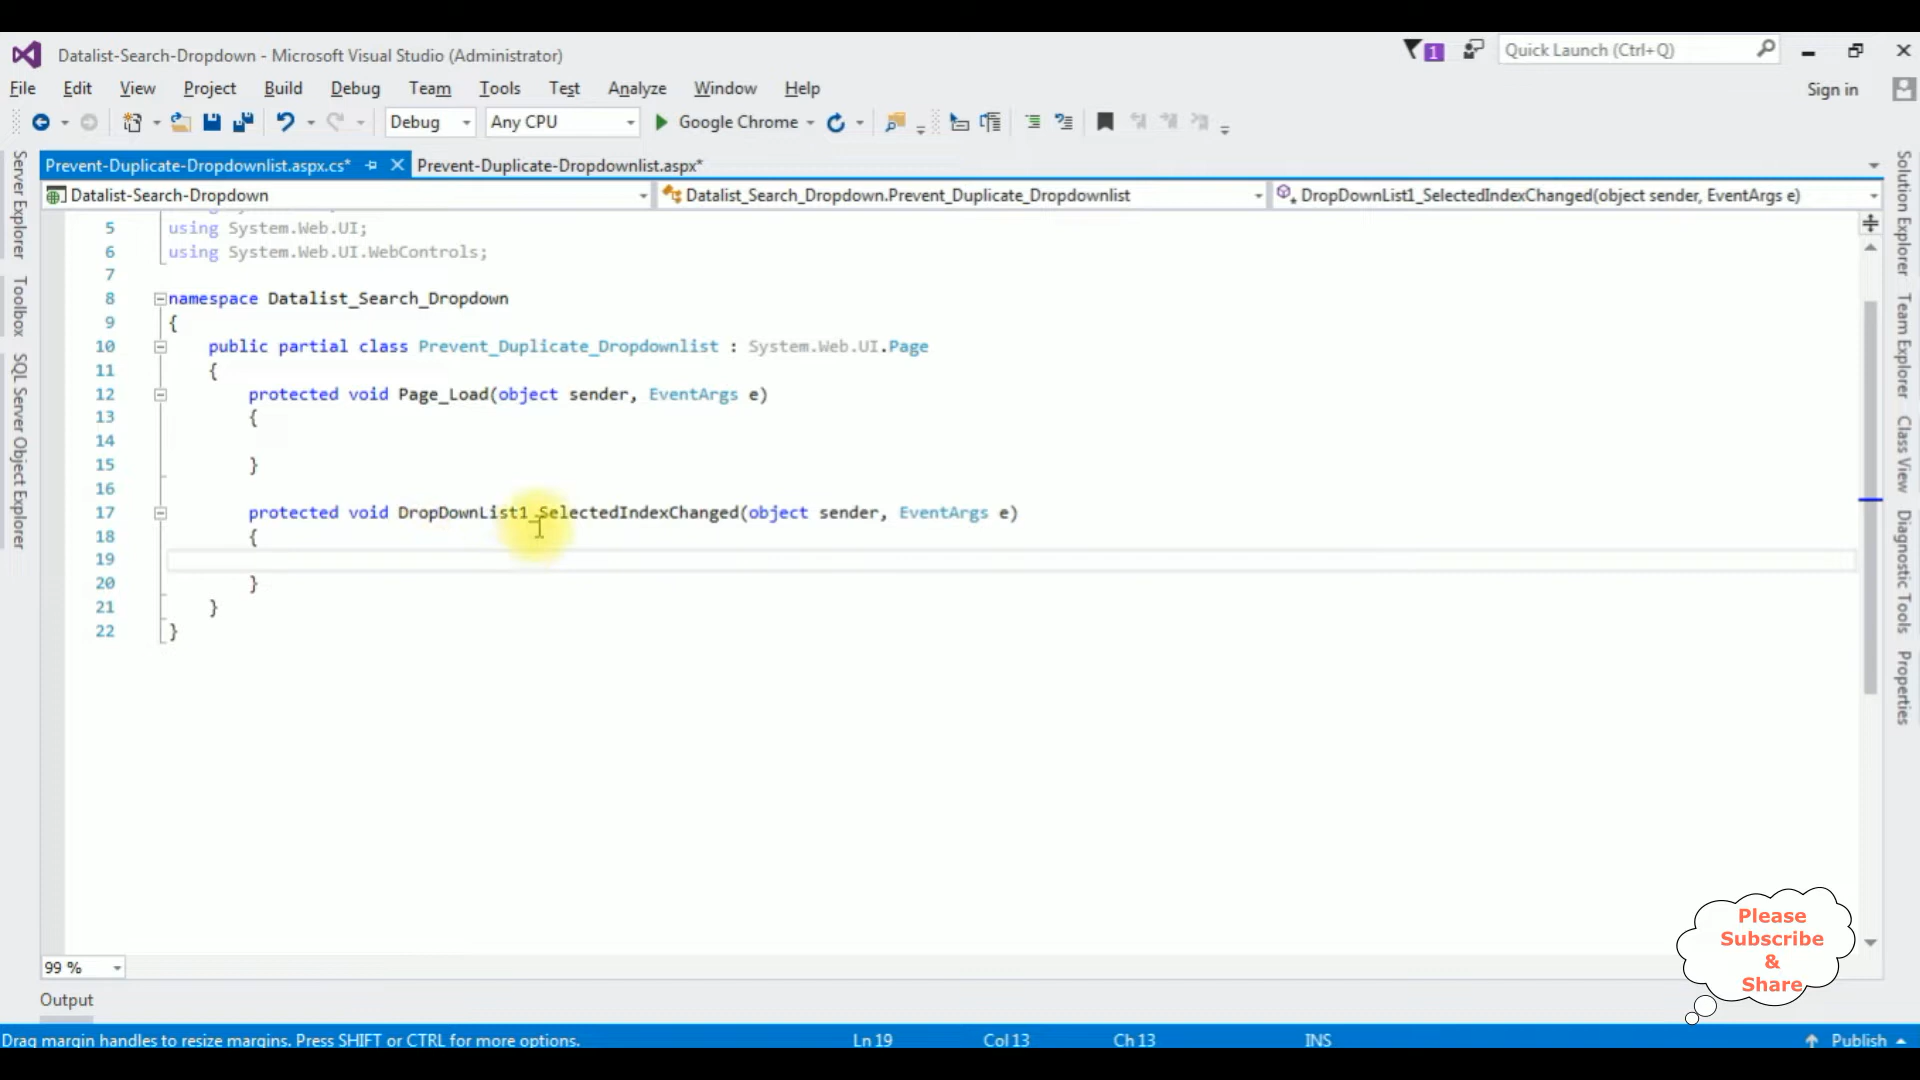 Datalist-Search-Dropdown - Microsoft Visual Studio (Administrator)
1
Quick Launch (Ctrl+Q)
File Edit View Project Build Debug Team Tools Test Analyze Window Help
Sign in
Debug
Any CPU
Google Chrome
Prevent-Duplicate-Dropdownlist.aspx.cs*
Prevent-Duplicate-Dropdownlist.aspx*
Datalist-Search-Dropdown
Datalist_Search_Dropdown.Prevent_Duplicate_Dropdownlist
DropDownList1_SelectedIndexChanged(object sender, EventArgs e)
Server Explorer
Toolbox
SQL Server Object Explorer
5 using System.Web.UI;
6 using System.Web.UI.WebControls;
7
8 namespace Datalist_Search_Dropdown
9 {
10 public partial class Prevent_Duplicate_Dropdownlist : System.Web.UI.Page
11 {
12 protected void Page_Load(object sender, EventArgs e)
13 {
14
15 }
16
17 protected void DropDownList1_SelectedIndexChanged(object sender, EventArgs e)
18 {
19
20 }
21 }
22 }
Solution Explorer
Team Explorer
Class View
Diagnostic Tools
Properties
Please
Subscribe
&
Share
99 %
Output
Drag margin handles to resize margins. Press SHIFT or CTRL for more options.
Ln 19
Col 13
Ch 13
INS
Publish